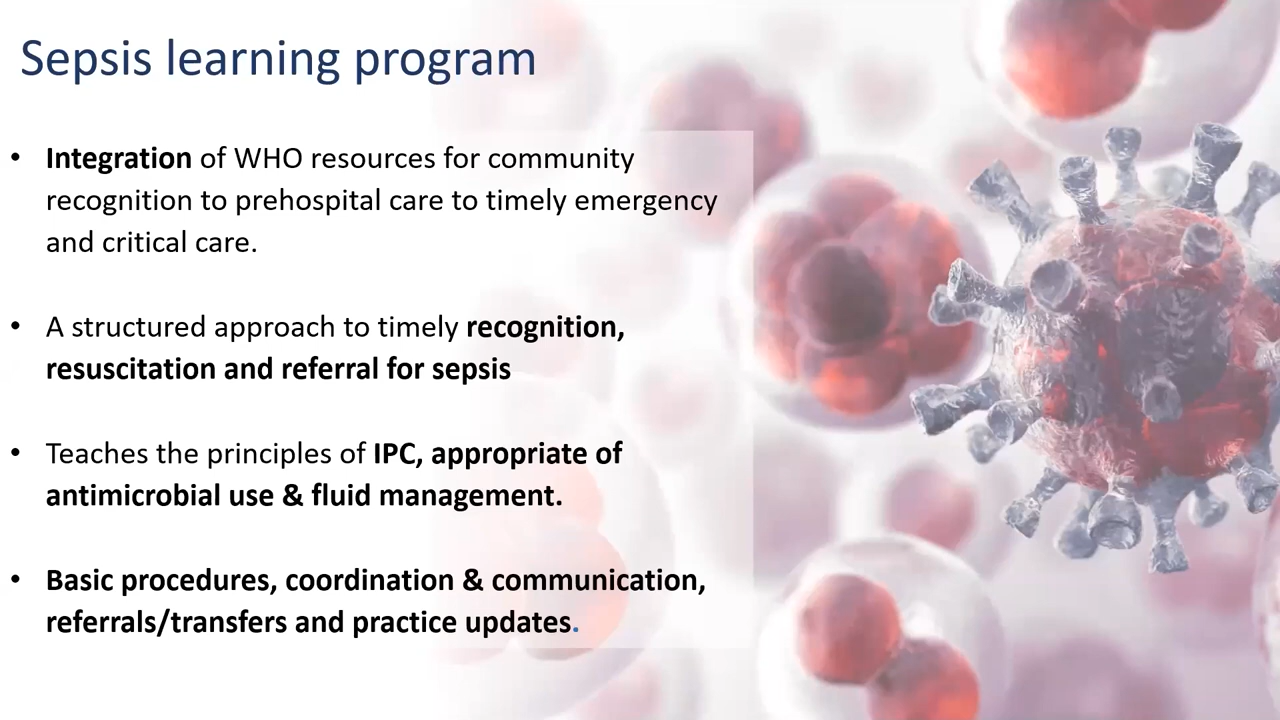 Sepsis learning program
• Integration of WHO resources for community
recognition to prehospital care to timely emergency
and critical care.
• A structured approach to timely recognition,
resuscitation and referral for sepsis
• Teaches the principles of IPC, appropriate of
antimicrobial use & fluid management.
• Basic procedures, coordination & communication,
referrals/transfers and practice updates.